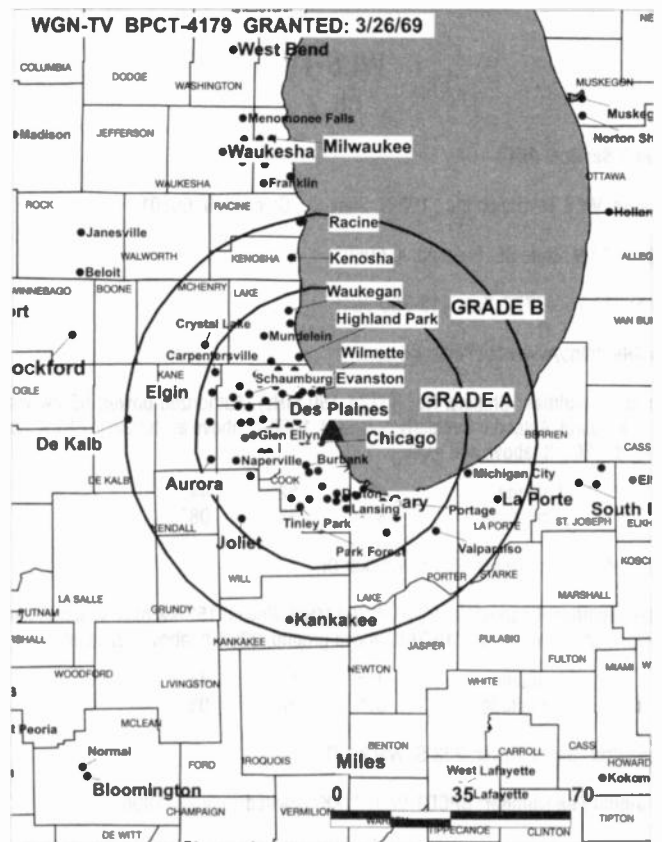 WGN-TV BPCT-4179 GRANTED: 3/26/69
West Bend
COLUMBIA
DODGE
WASHINGTON
MUSKEGON
Menomonee Falls
Muskeg
Madison
JEFFERSON
Norton Sh
Waukesha
Milwaukee
WAUKESHA
Franklin
OTTAWA
ROCK
RACINE
Racine
Hollan
Janesville
WALWORTH
KENOSHA
Kenosha
ALLEG
Beloit
WINNEBAGO
BOONE
MCHENRY
LAKE
Waukegan
GRADE B
Highland Park
VAN BU
Crystal Lake
Mundelein
ockford
Carpentersville
Wilmette
OGLE
KANE
Schaumburg
Evanston
Elgin
GRADE A
Des Plaines
De Kalb
Glen Ellyn
Chicago
BERRIEN
CASS
Naperville
Burbank
Michigan City
DE KALB
Aurora
COOK
La Porte
South
Gary
Lansing
Portage
KENDALL
Tinley Park
LA PORTE
ST. JOSEPH
ELKH
Joliet
Park Forest
Valparaiso
KOSCI
WILL
LAKE
PORTER
STARKE
LA SALLE
MARSHALL
PUTNAM
GRUNDY
Kankakee
RSHALL
KANKAKEE
JASPER
PULASKI
FULTON
WOODFORD
NEWTON
MIAMI
W
LIVINGSTON
WHITE
t Peoria
MCLEAN
Normal
BENTON
CARROLL
CASS
FORD
IROQUOIS
Miles
HOWARD
Bloomington
West Lafayette
Kokom
Lafayette
0 35 70
CHAMPAIGN
VERMILION
TIPTON
DE WITT
TIPPECANOE
CLINTON